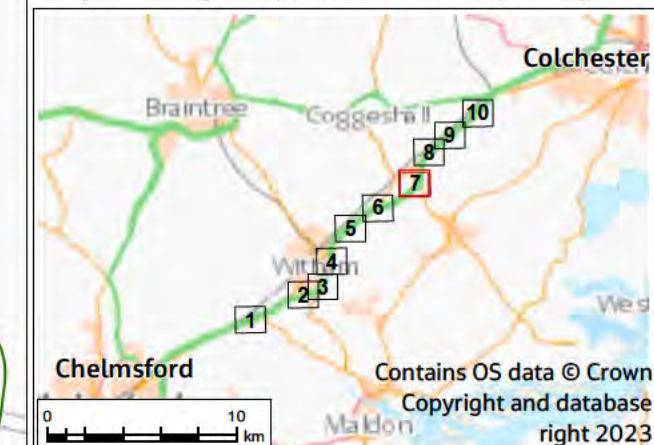 Colchester
Braintree
Coggeshall
10
9
8
7
6
5
4
Witham
3
2
1
Wes
Chelmsford
Contains OS data © Crown
Copyright and database
right 2023
0 10
km
Maldon